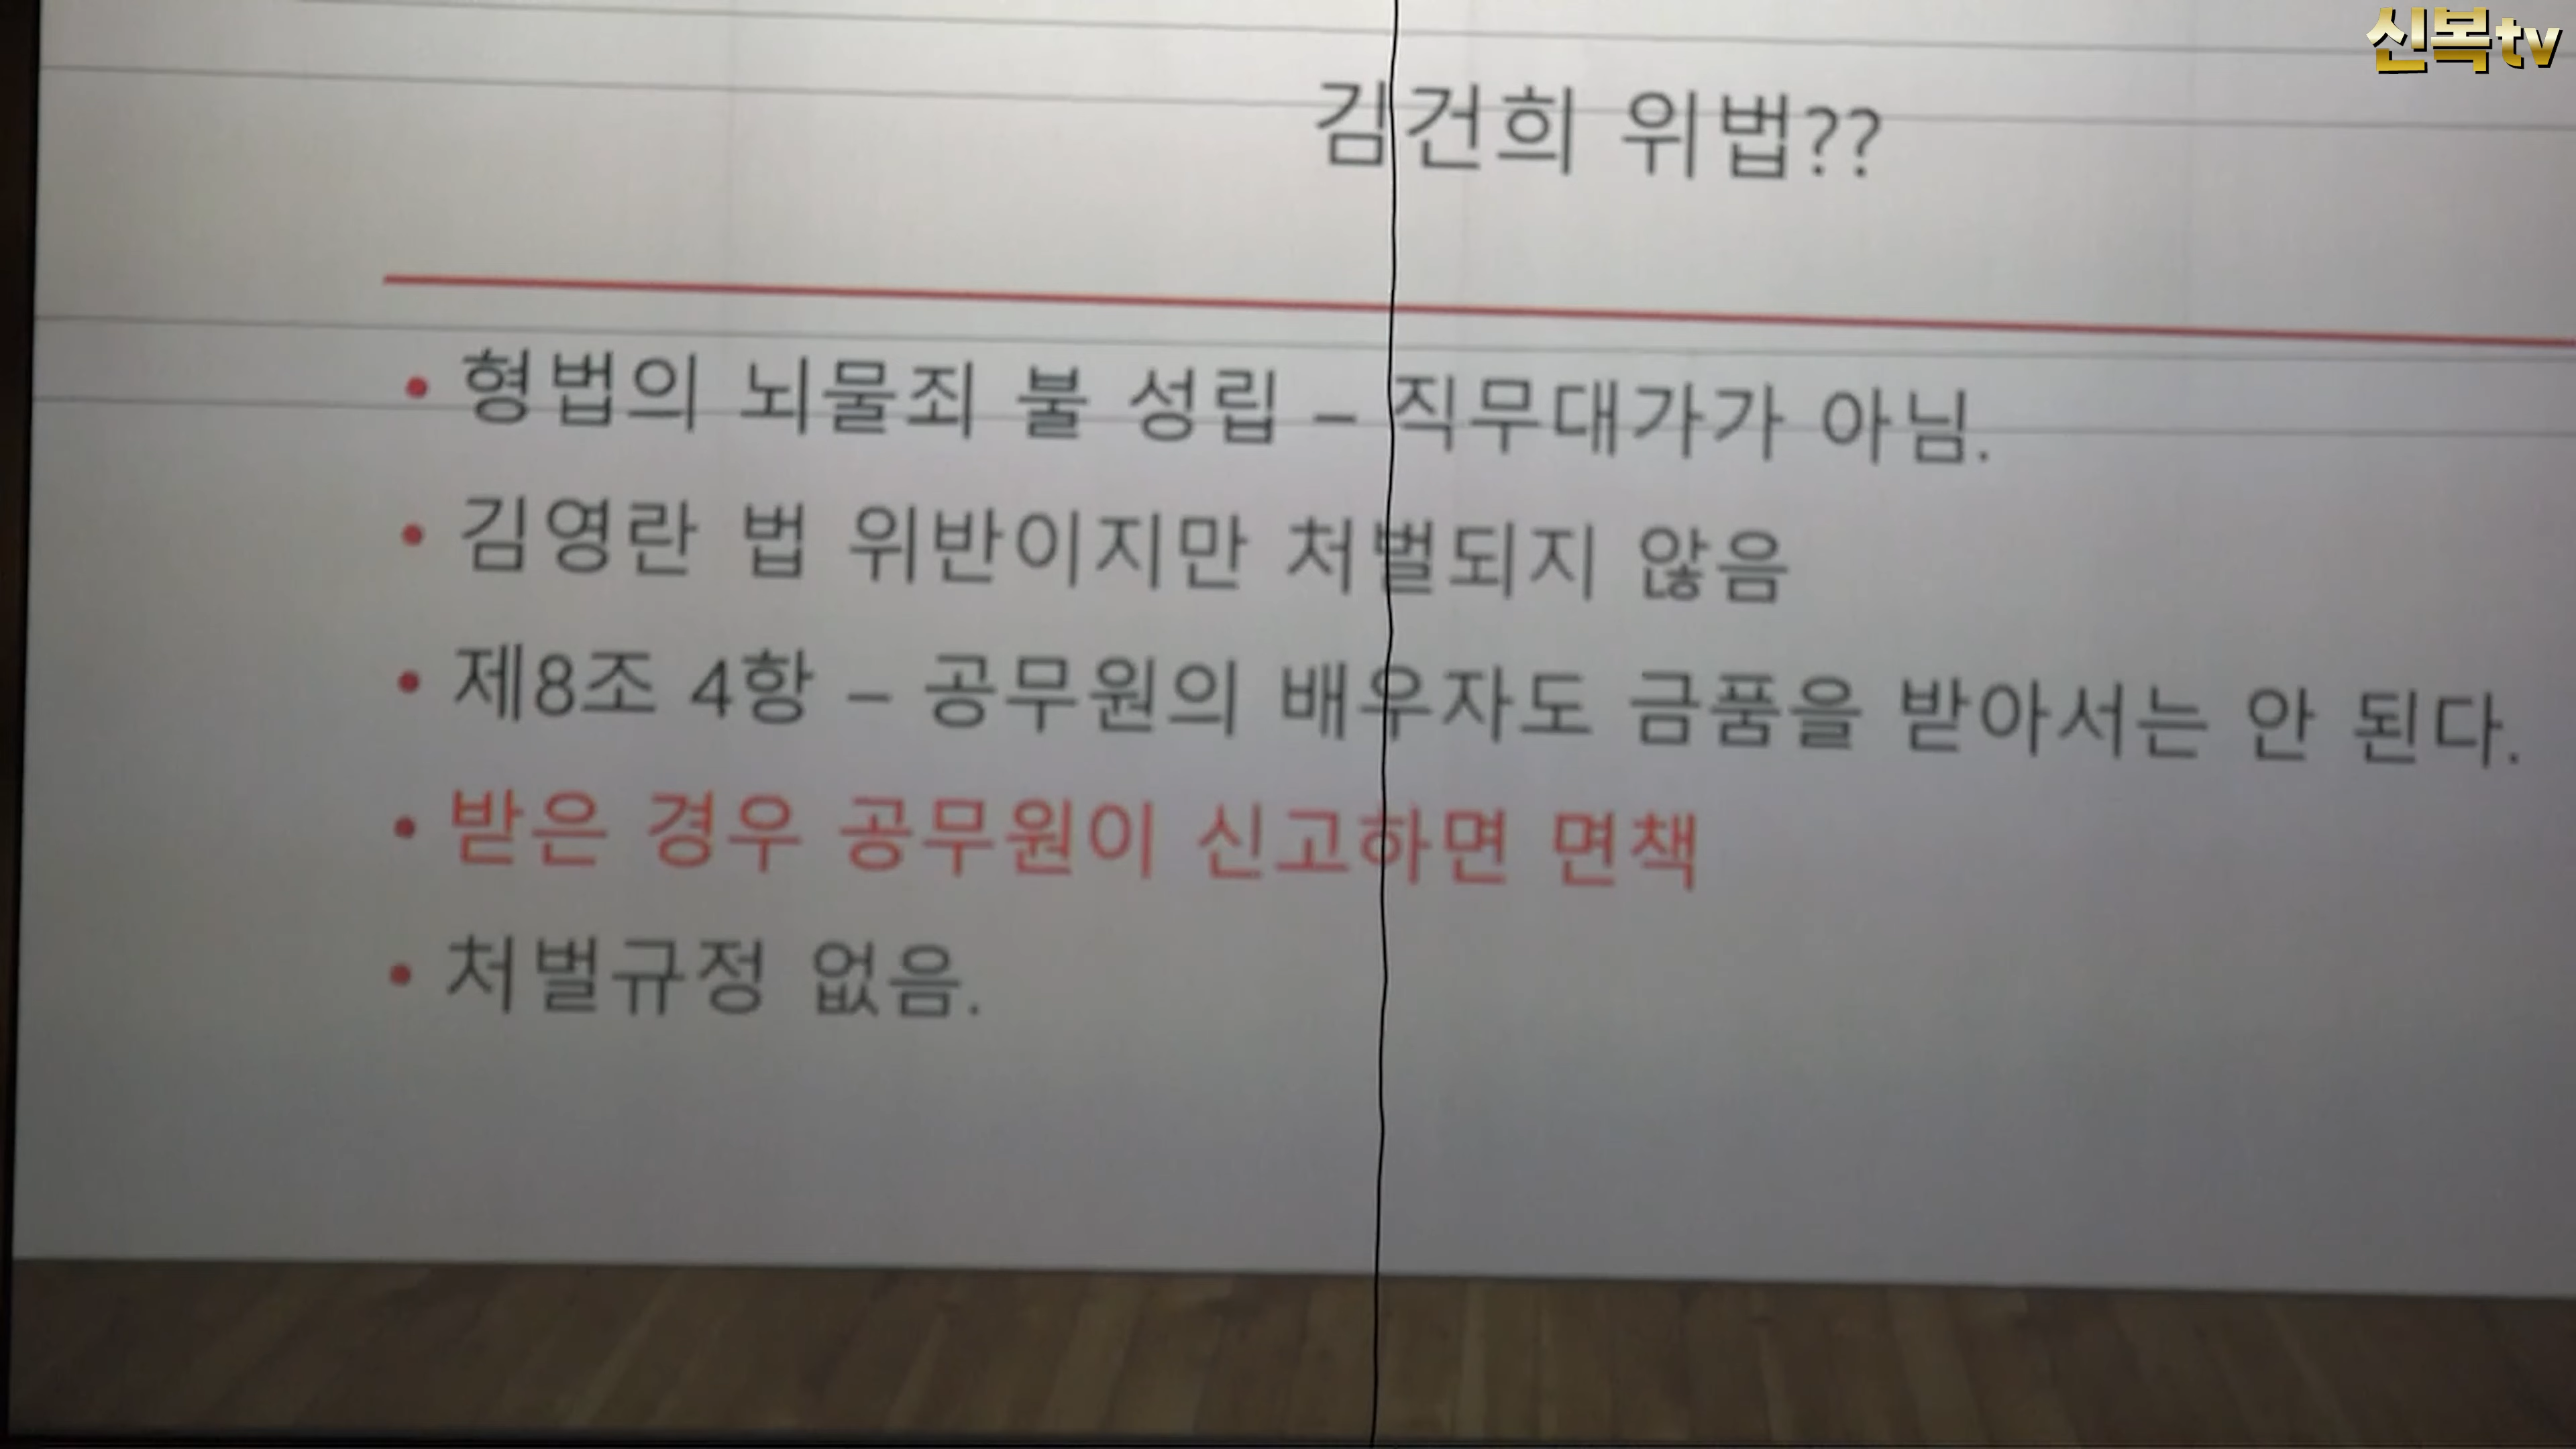 신복tv
김건희 위법??
• 형법의 뇌물죄 불 성립 – 직무대가가 아님.
• 김영란 법 위반이지만 처벌되지 않음
• 제8조 4항 – 공무원의 배우자도 금품을 받아서는 안 된다.
• 받은 경우 공무원이 신고하면 면책
• 처벌규정 없음.